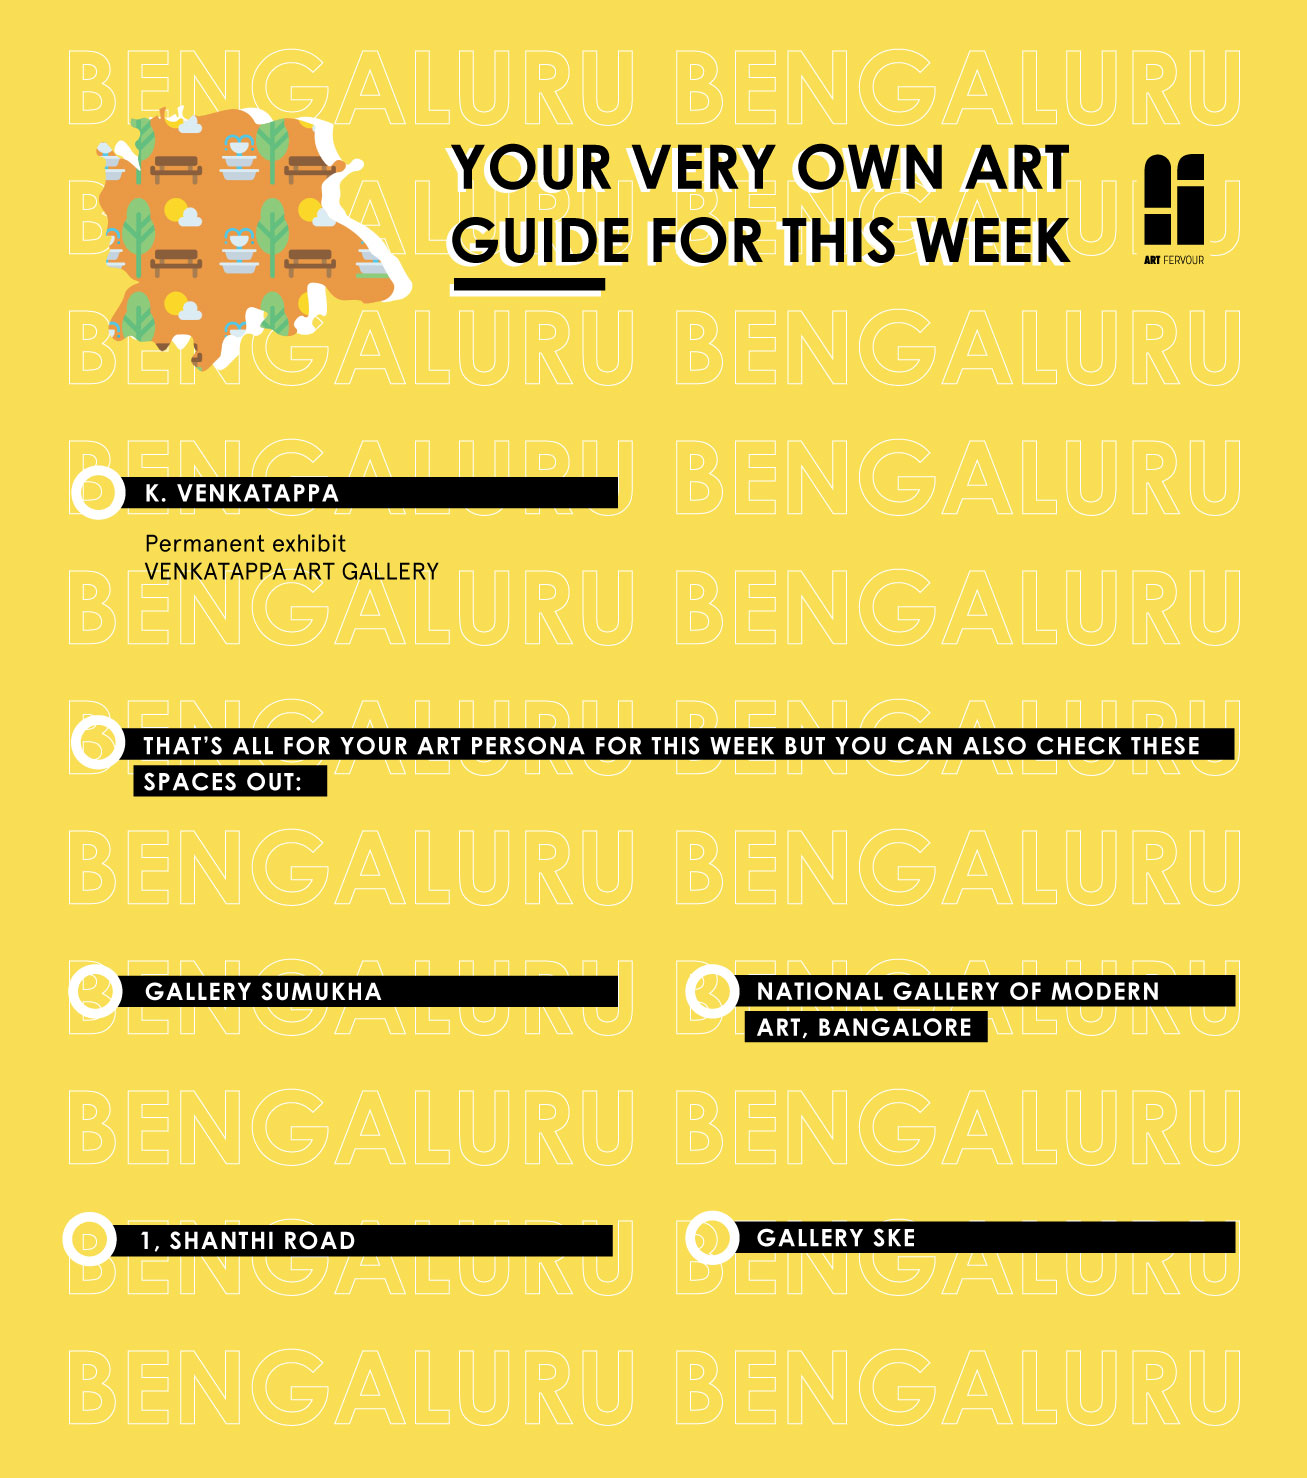 BENGALURU BENGALURU
YOUR VERY OWN ART
BENGALURU BENGALURU
GUIDE FOR THIS WEEK
ART FERVOUR
BENGALURU BENGALURU
BENGALURU BENGALURU
K. VENKATAPPA
Permanent exhibit
VENKATAPPA ART GALLERY
BENGALURU BENGALURU
BENGALURU BENGALURU
THAT'S ALL FOR YOUR ART PERSONA FOR THIS WEEK BUT YOU CAN ALSO CHECK THESE
SPACES OUT:
BENGALURU BENGALURU
BENGALURU BENGALURU
GALLERY SUMUKHA
NATIONAL GALLERY OF MODERN
ART, BANGALORE
BENGALURU BENGALURU
BENGALURU BENGALURU
1, SHANTHI ROAD
GALLERY SKE
BENGALURU BENGALURU